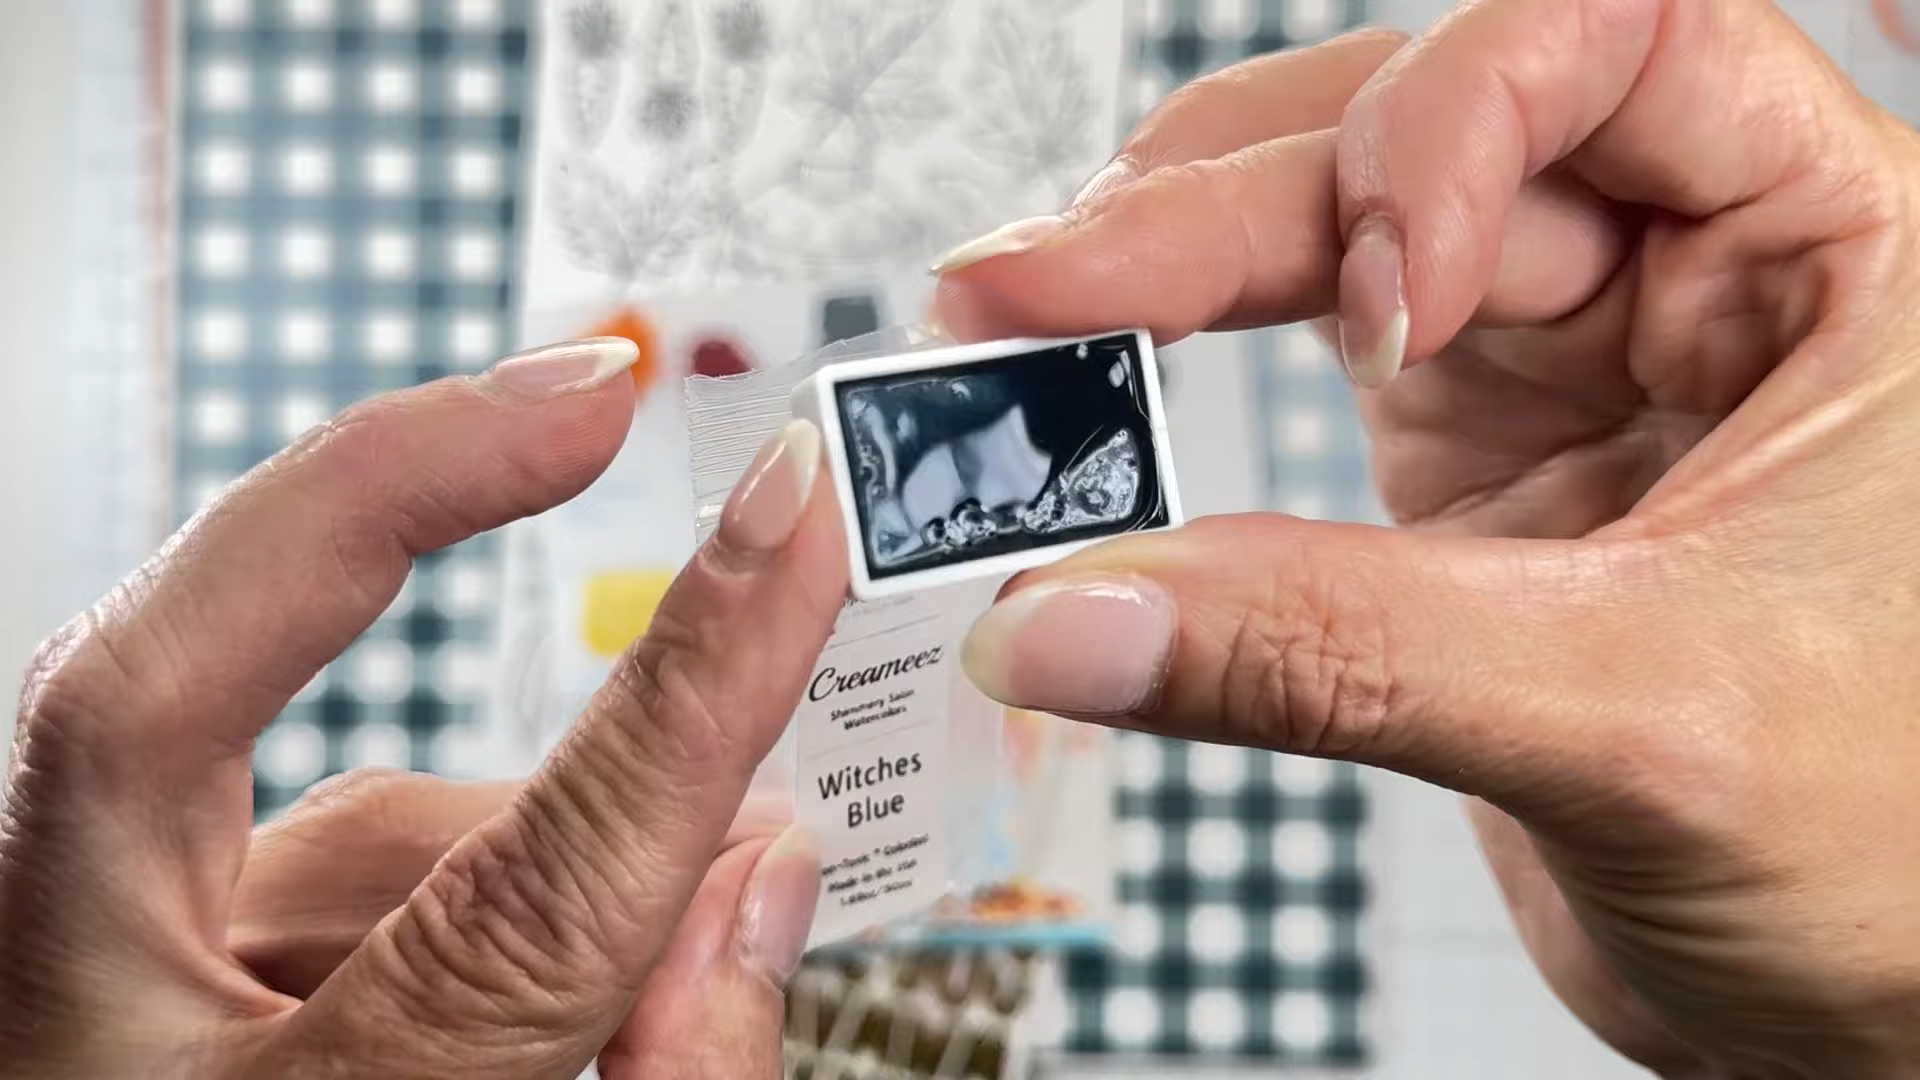 Creameez
Shimmery Satin
Watercolors
Witches
Blue
Made in the USA